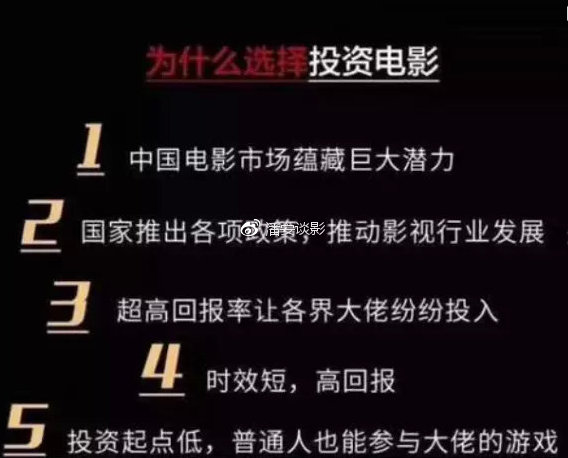 为什么选择投资电影
1 中国电影市场蕴藏巨大潜力
2 国家推出各项政策，推动影视行业发展
3 超高回报率让各界大佬纷纷投入
4 时效短，高回报
5 投资起点低，普通人也能参与大佬的游戏